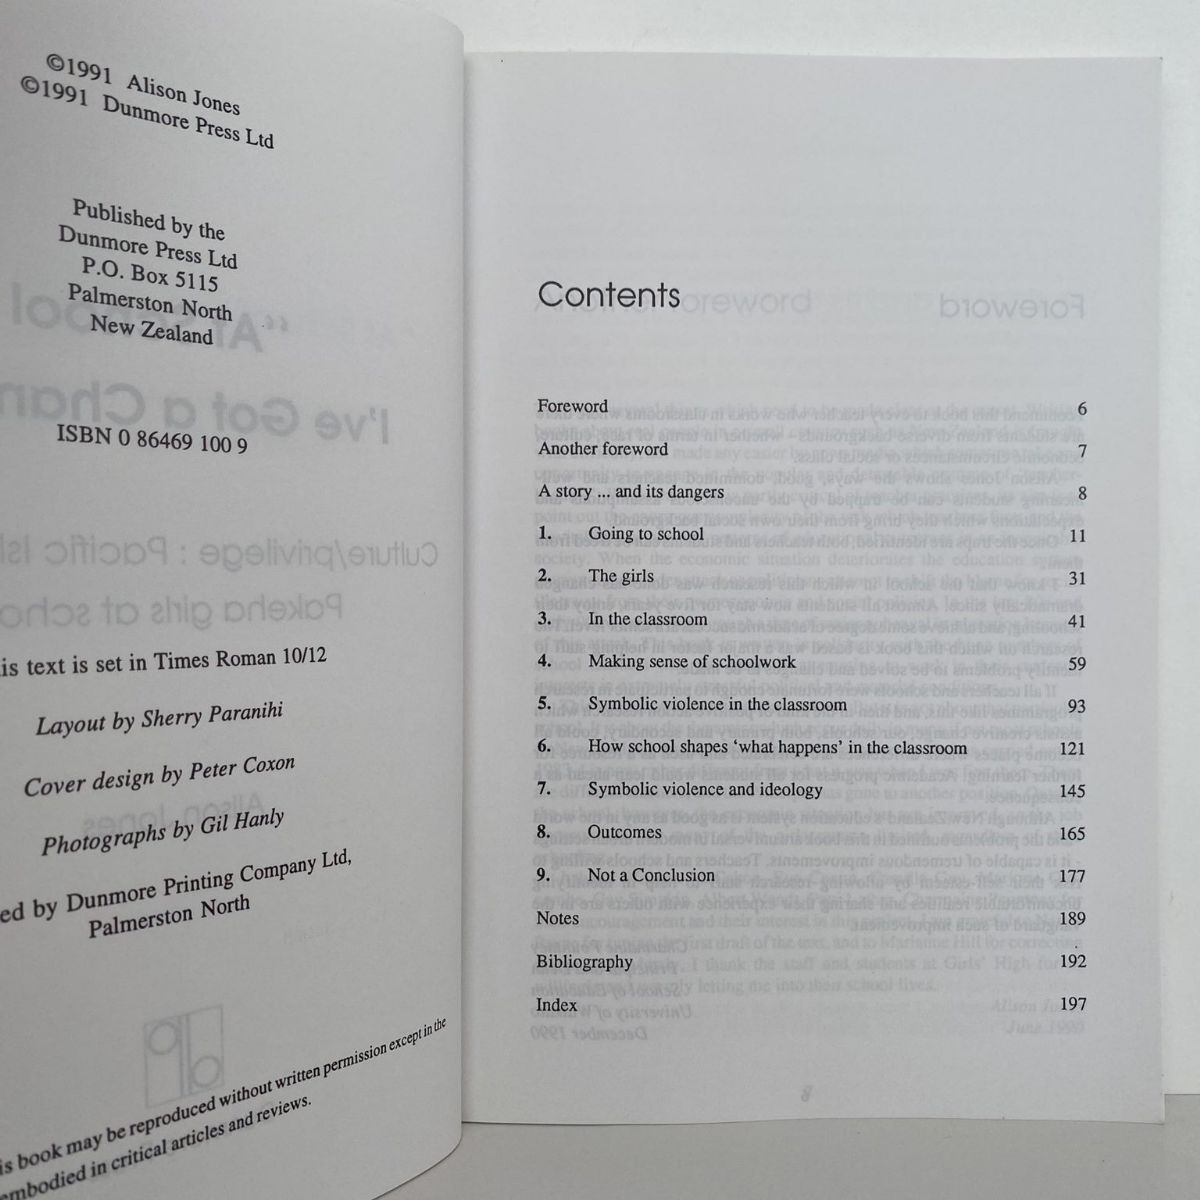 ©1991 Alison Jones
©1991 Dunmore Press Ltd
Published by the
Dunmore Press Ltd
P.O. Box 5115
Palmerston North
New Zealand
ISBN 0 86469 100 9
text is set in Times Roman 10/12
Layout by Sherry Paranihi
Cover design by Peter Coxon
Photographs by Gil Hanly
by Dunmore Printing Company Ltd,
Palmerston North
book may be reproduced without written permission except in the
embodied in critical articles and reviews.
Contents
Foreword 6
Another foreword 7
A story ... and its dangers 8
1. Going to school 11
2. The girls 31
3. In the classroom 41
4. Making sense of schoolwork 59
5. Symbolic violence in the classroom 93
6. How school shapes ‘what happens’ in the classroom 121
7. Symbolic violence and ideology 145
8. Outcomes 165
9. Not a Conclusion 177
Notes 189
Bibliography 192
Index 197